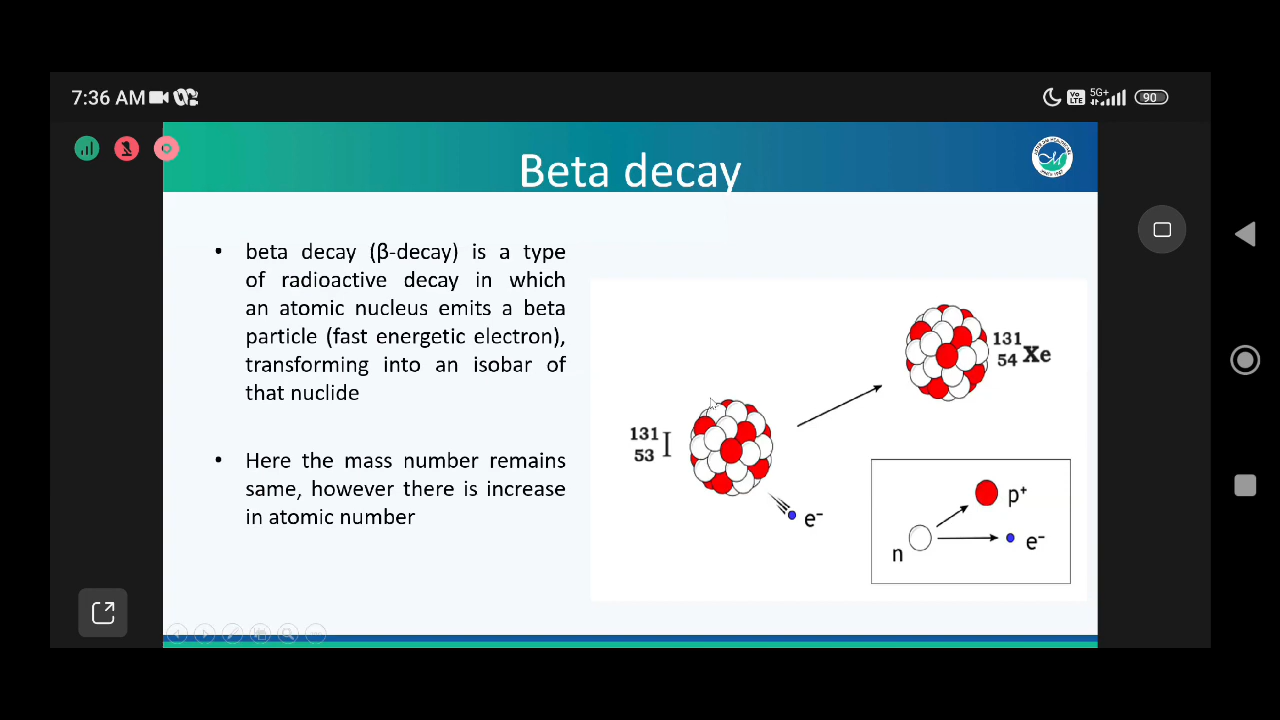 7:36 AM
Vo LTE 5G+ 90
Beta decay
• beta decay (β-decay) is a type
of radioactive decay in which
an atomic nucleus emits a beta
particle (fast energetic electron),
transforming into an isobar of
that nuclide
• Here the mass number remains
same, however there is increase
in atomic number
131
53 I
e⁻
131
54 Xe
n
p⁺
e⁻